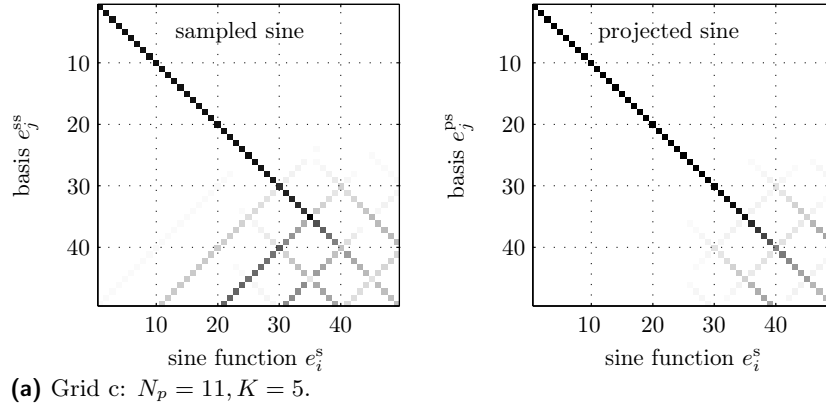 sampled sine
10
20
30
40
basis e_j^ss
10 20 30 40
sine function e_i^s
projected sine
10
20
30
40
basis e_j^ps
10 20 30 40
sine function e_i^s
(a) Grid c: N_p = 11, K = 5.